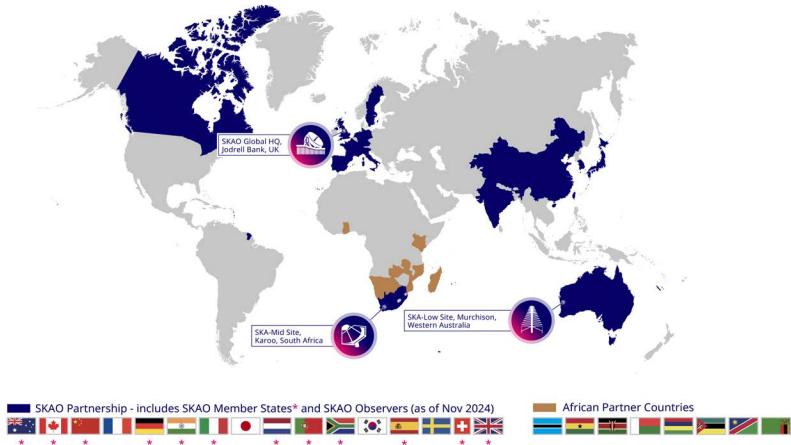 SKAO Global HQ,
Jodrell Bank, UK
SKA-Mid Site,
Karoo, South Africa
SKA-Low Site, Murchison,
Western Australia
SKAO Partnership - includes SKAO Member States* and SKAO Observers (as of Nov 2024)
African Partner Countries
* * * * * * * * * * * *